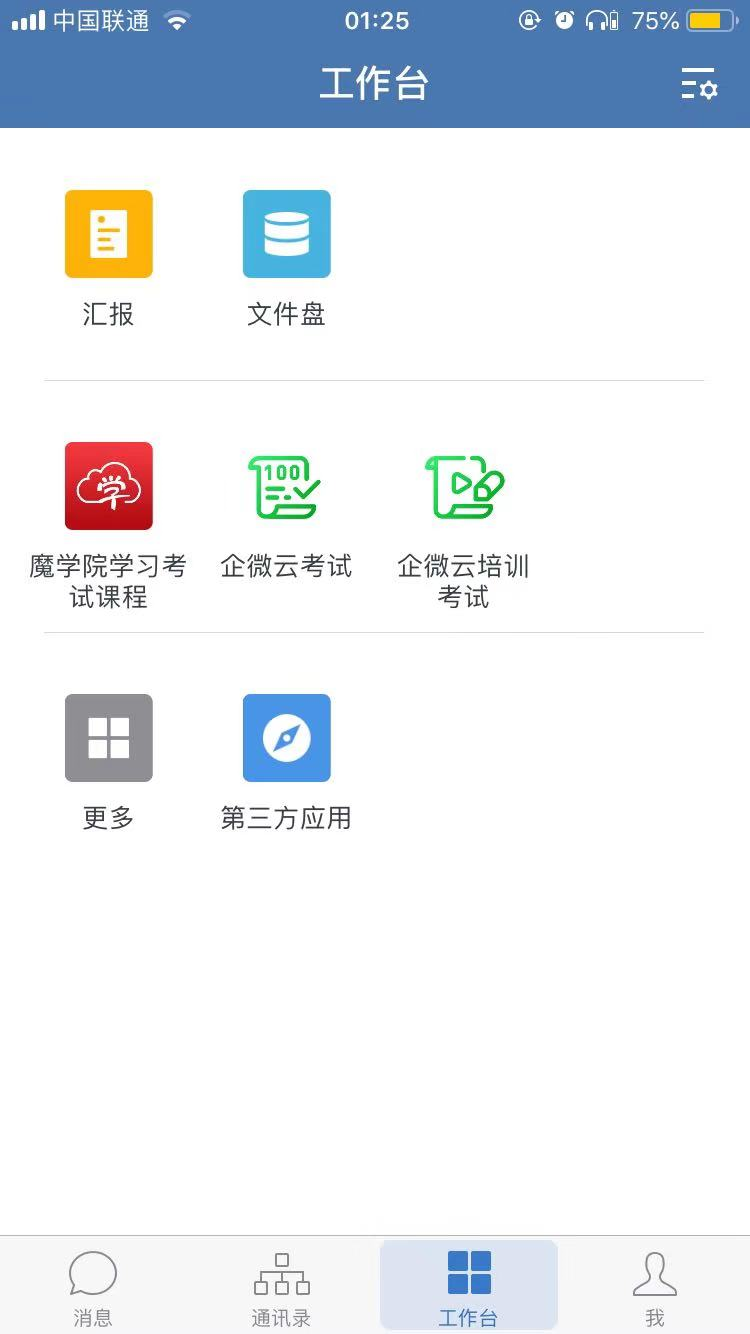 中国联通 01:25 75%
工作台
汇报 文件盘
学 100
魔学院学习考 企微云考试 企微云培训
试课程 考试
更多 第三方应用
消息 通讯录 工作台 我